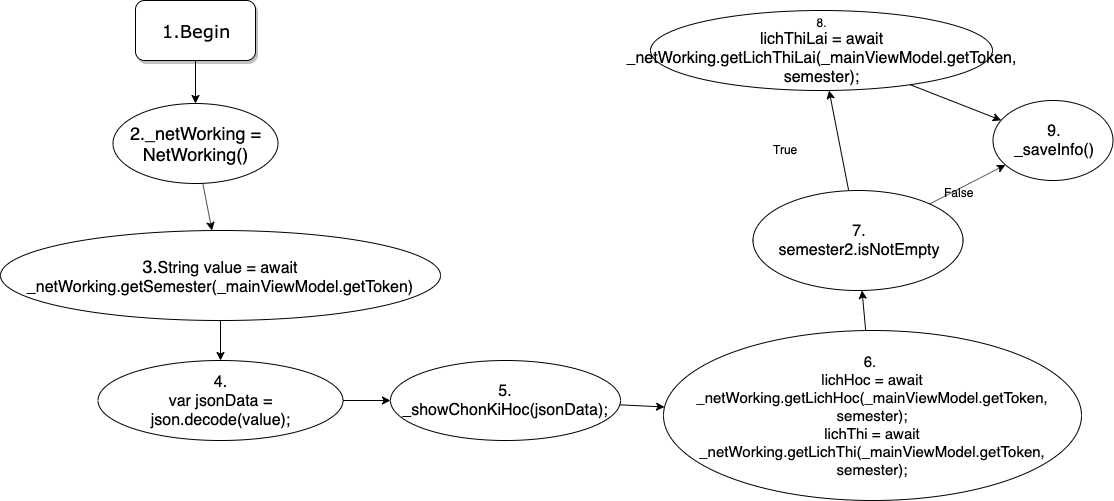 1.Begin
2._netWorking =
NetWorking()
3.String value = await
_netWorking.getSemester(_mainViewModel.getToken)
4.
var jsonData =
json.decode(value);
5.
_showChonKiHoc(jsonData);
6.
lichHoc = await
_netWorking.getLichHoc(_mainViewModel.getToken,
semester);
lichThi = await
_netWorking.getLichThi(_mainViewModel.getToken,
semester);
7.
semester2.isNotEmpty
True
False
8.
lichThiLai = await
_netWorking.getLichThiLai(_mainViewModel.getToken,
semester);
9.
_saveInfo()